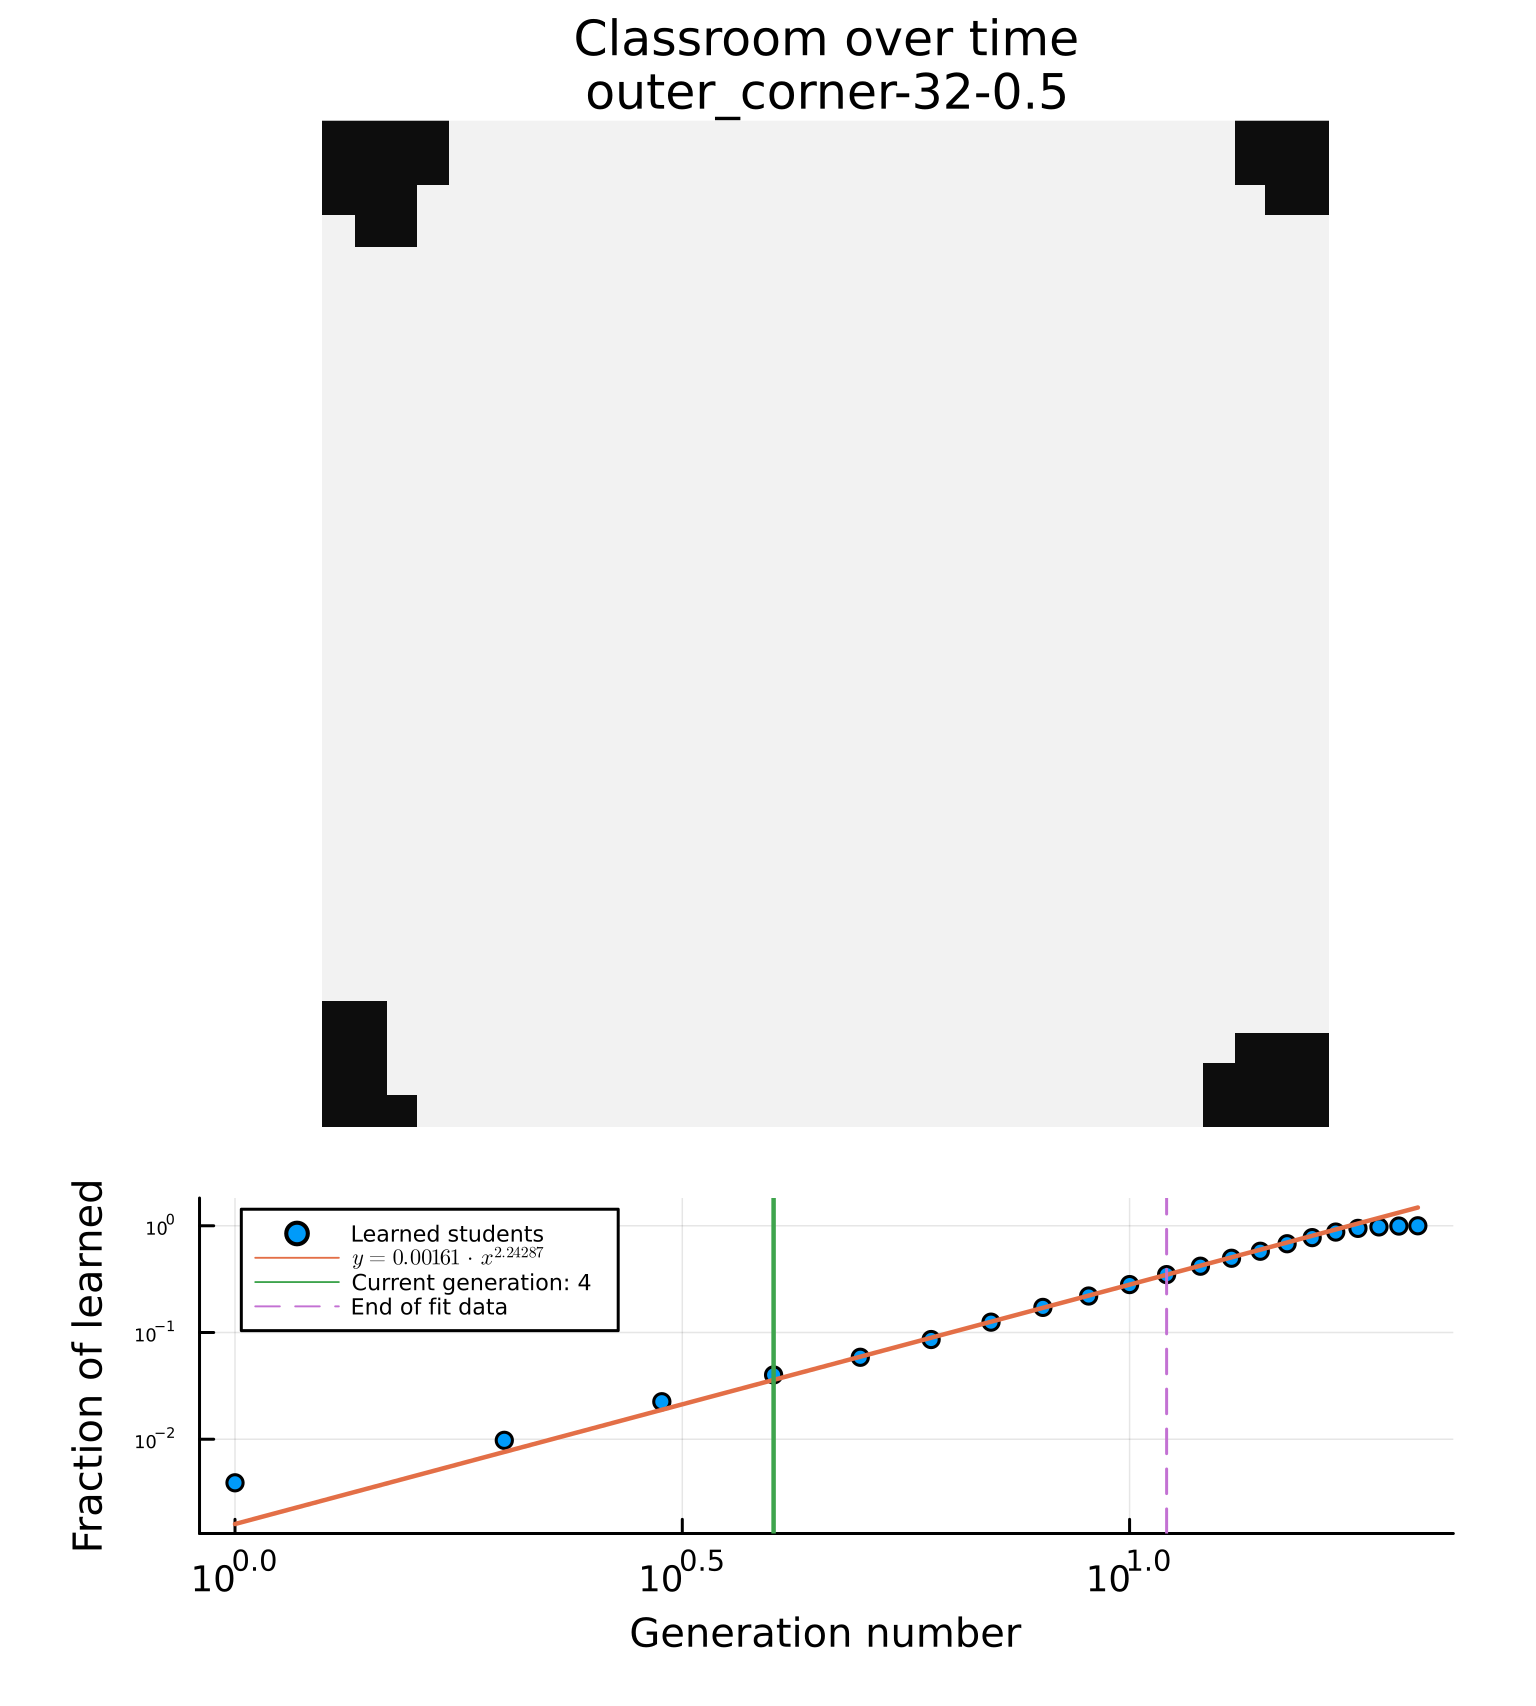 Classroom over time
outer_corner-32-0.5
Fraction of learned
10^0
10^-1
10^-2
Learned students
y = 0.00161 · x^2.24287
Current generation: 4
End of fit data
10^0.0 10^0.5 10^1.0
Generation number